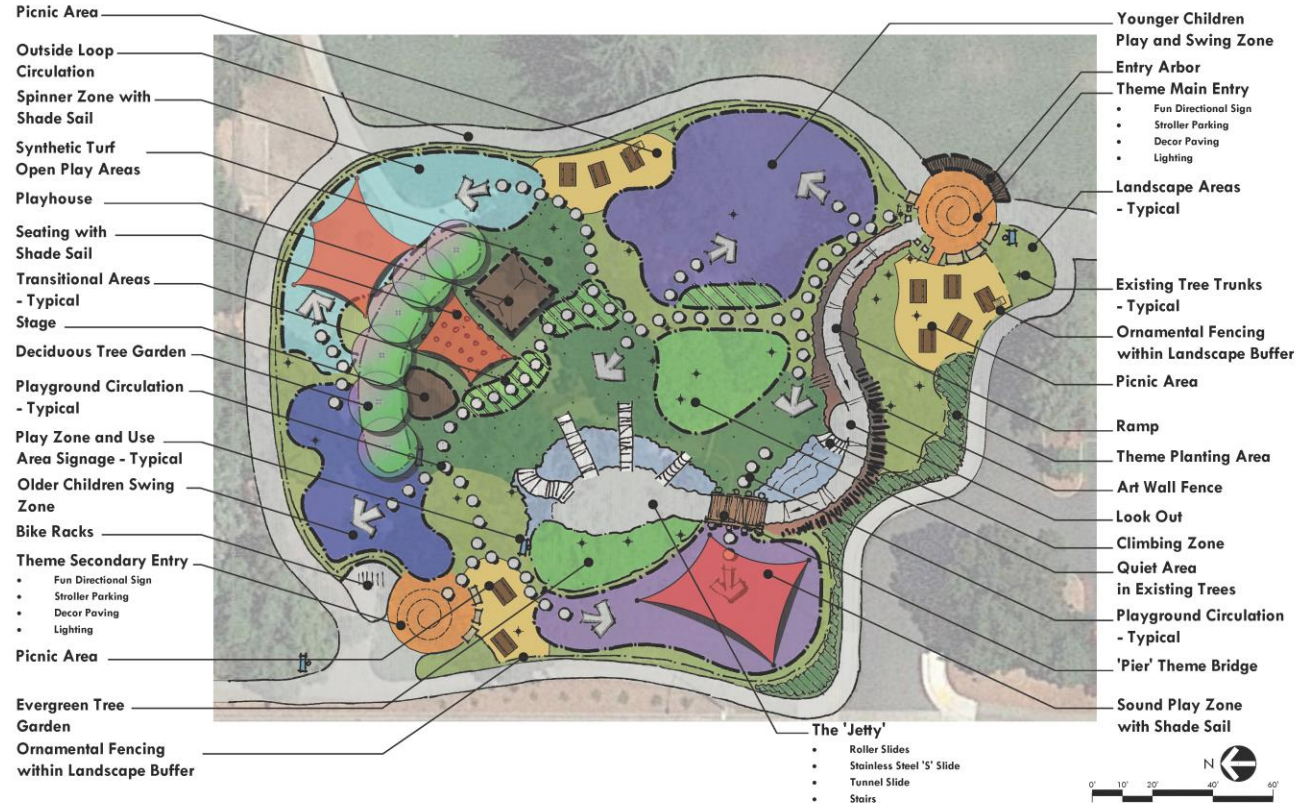 Picnic Area
Outside Loop
Circulation
Spinner Zone with
Shade Sail
Synthetic Turf
Open Play Areas
Playhouse
Seating with
Shade Sail
Transitional Areas
- Typical
Stage
Deciduous Tree Garden
Playground Circulation
- Typical
Play Zone and Use
Area Signage - Typical
Older Children Swing
Zone
Bike Racks
Theme Secondary Entry
• Fun Directional Sign
• Stroller Parking
• Decor Paving
• Lighting
Picnic Area
Evergreen Tree
Garden
Ornamental Fencing
within Landscape Buffer
The 'Jetty'
• Roller Slides
• Stainless Steel 'S' Slide
• Tunnel Slide
• Stairs
Younger Children
Play and Swing Zone
Entry Arbor
Theme Main Entry
• Fun Directional Sign
• Stroller Parking
• Decor Paving
• Lighting
Landscape Areas
- Typical
Existing Tree Trunks
- Typical
Ornamental Fencing
within Landscape Buffer
Picnic Area
Ramp
Theme Planting Area
Art Wall Fence
Look Out
Climbing Zone
Quiet Area
in Existing Trees
Playground Circulation
- Typical
'Pier' Theme Bridge
Sound Play Zone
with Shade Sail
N
0' 10' 20' 40' 60'